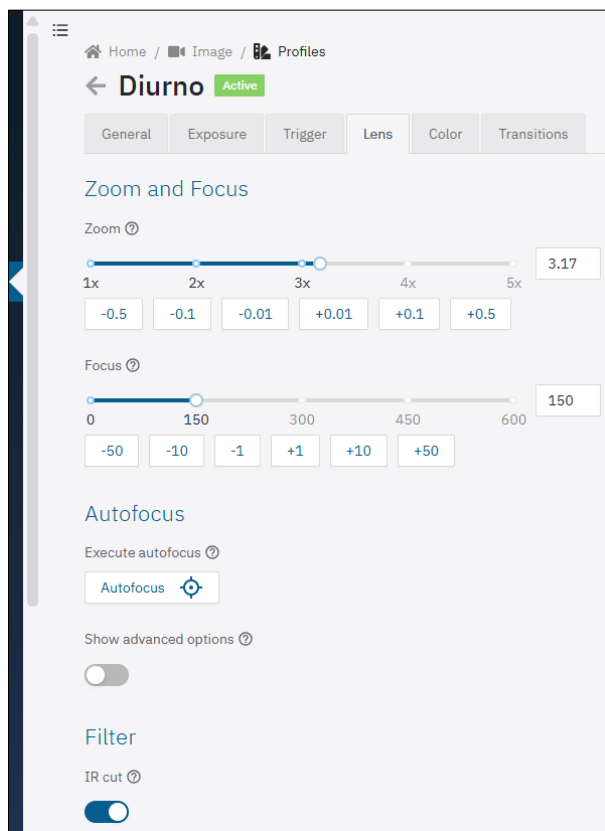 Home / Image / Profiles
Diurno Active
General Exposure Trigger Lens Color Transitions
Zoom and Focus
Zoom
3.17
1x 2x 3x 4x 5x
-0.5 -0.1 -0.01 +0.01 +0.1 +0.5
Focus
150
0 150 300 450 600
-50 -10 -1 +1 +10 +50
Autofocus
Execute autofocus
Autofocus
Show advanced options
Filter
IR cut